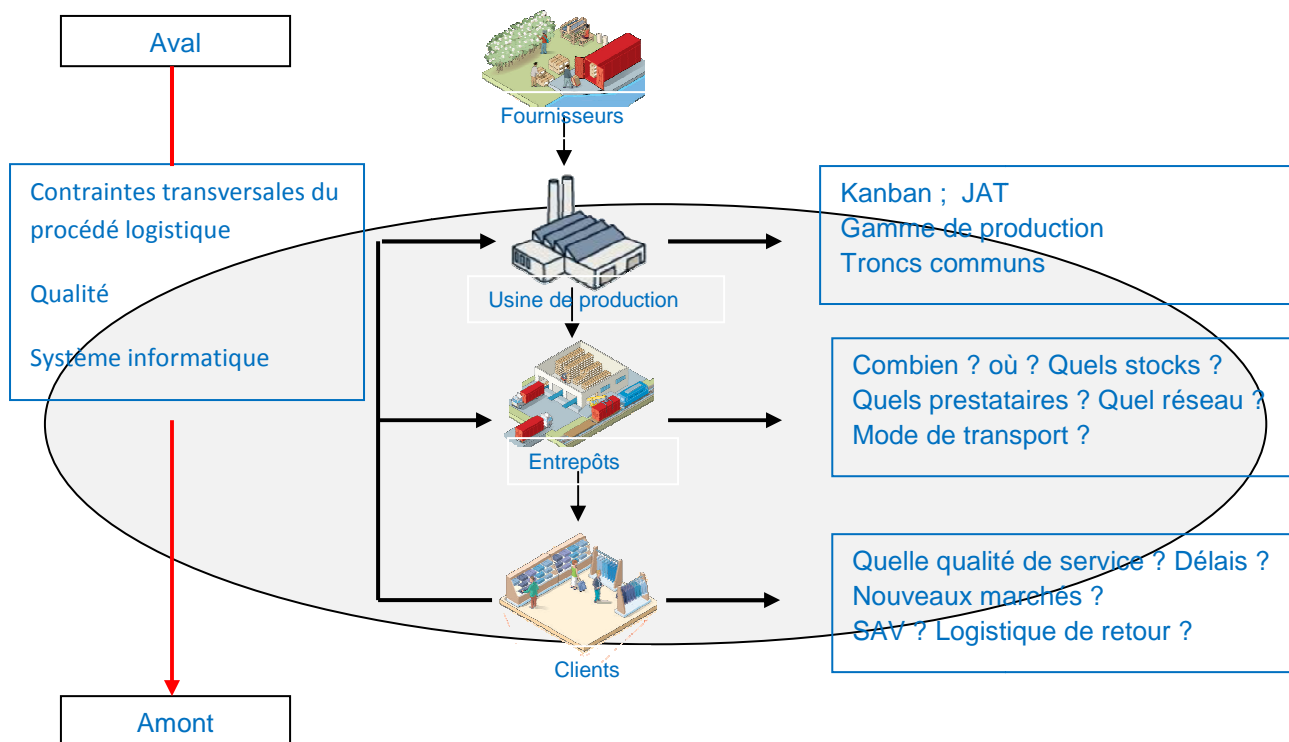 Aval
Fournisseurs
Contraintes transversales du
procédé logistique
Qualité
Système informatique
Kanban ; JAT
Gamme de production
Troncs communs
Usine de production
Combien ? où ? Quels stocks ?
Quels prestataires ? Quel réseau ?
Mode de transport ?
Entrepôts
Quelle qualité de service ? Délais ?
Nouveaux marchés ?
SAV ? Logistique de retour ?
Clients
Amont